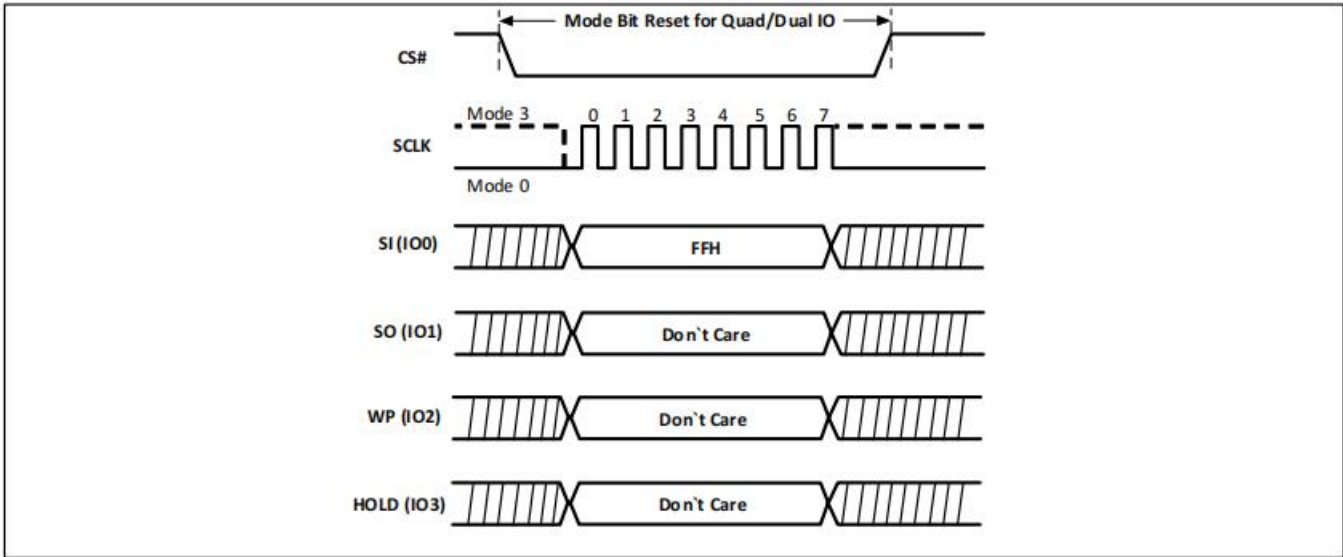 Mode Bit Reset for Quad/Dual IO
CS#
Mode 3
0 1 2 3 4 5 6 7
SCLK
Mode 0
SI (IO0)
FFH
SO (IO1)
Don`t Care
WP (IO2)
Don`t Care
HOLD (IO3)
Don`t Care